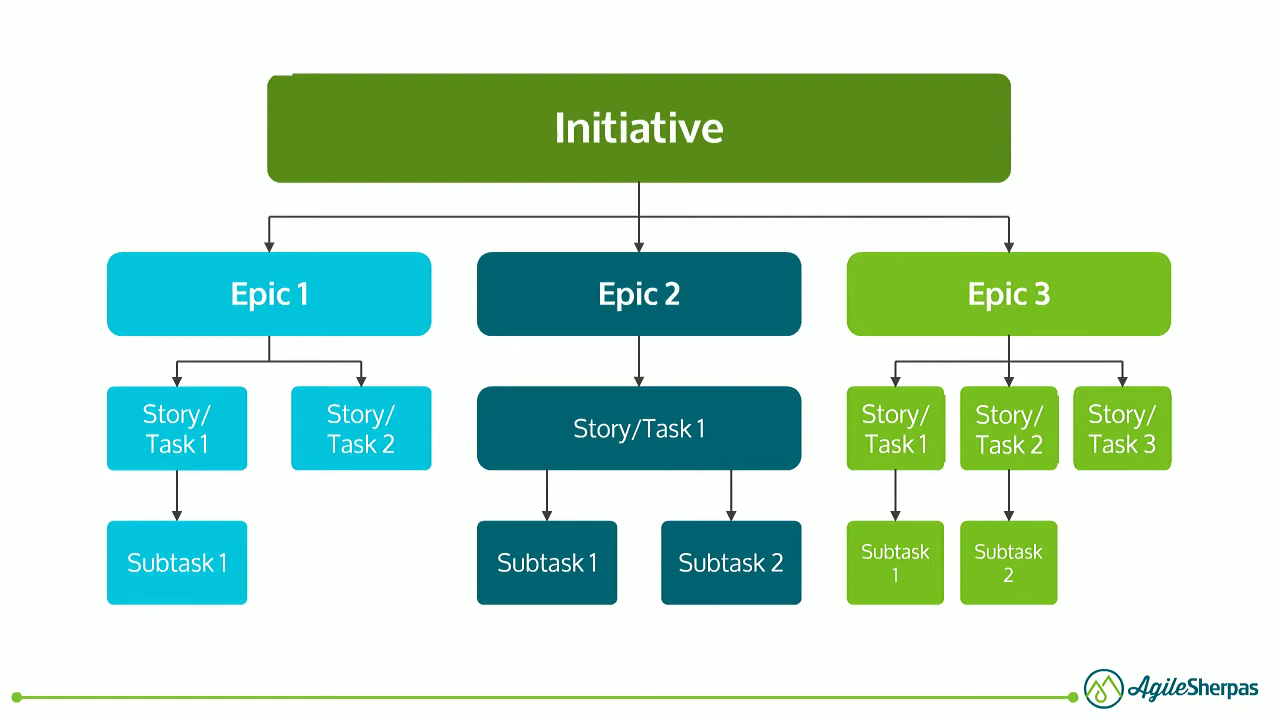 Initiative
Epic 1
Epic 2
Epic 3
Story/
Task 1
Story/
Task 2
Story/Task 1
Story/
Task 1
Story/
Task 2
Story/
Task 3
Subtask 1
Subtask 1
Subtask 2
Subtask
1
Subtask
2
AgileSherpas